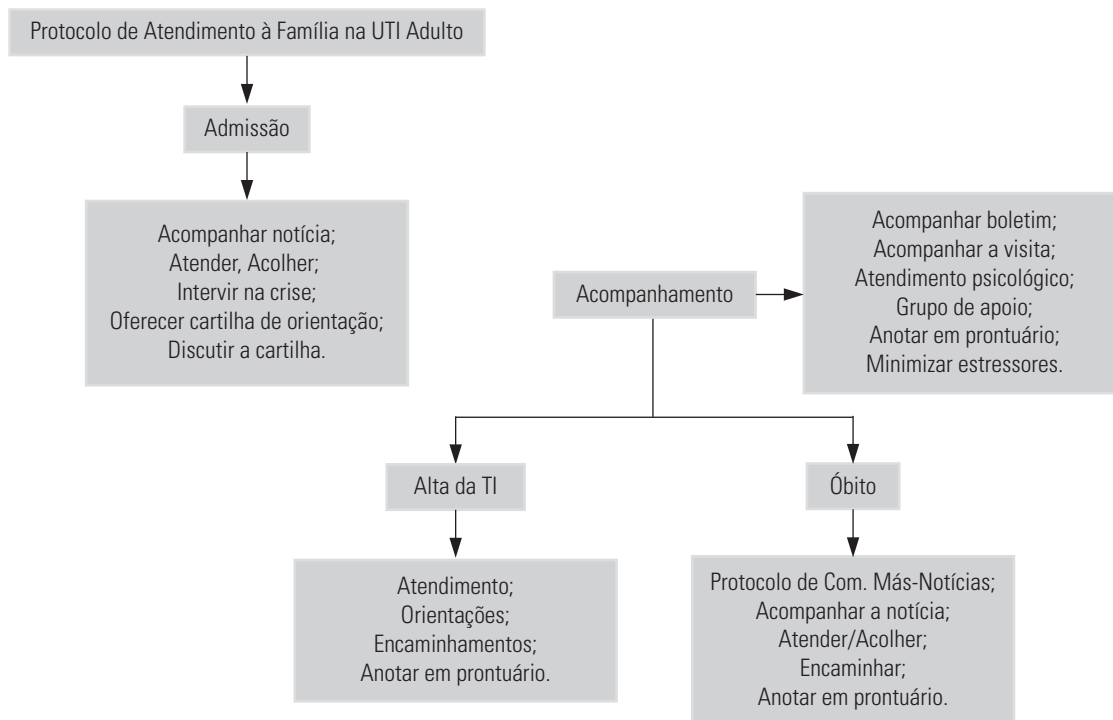 Protocolo de Atendimento à Família na UTI Adulto
Admissão
Acompanhar notícia;
Atender, Acolher;
Intervir na crise;
Oferecer cartilha de orientação;
Discutir a cartilha.
Acompanhamento
Acompanhar boletim;
Acompanhar a visita;
Atendimento psicológico;
Grupo de apoio;
Anotar em prontuário;
Minimizar estressores.
Alta da TI
Atendimento;
Orientações;
Encaminhamentos;
Anotar em prontuário.
Óbito
Protocolo de Com. Más-Notícias;
Acompanhar a notícia;
Atender/Acolher;
Encaminhar;
Anotar em prontuário.